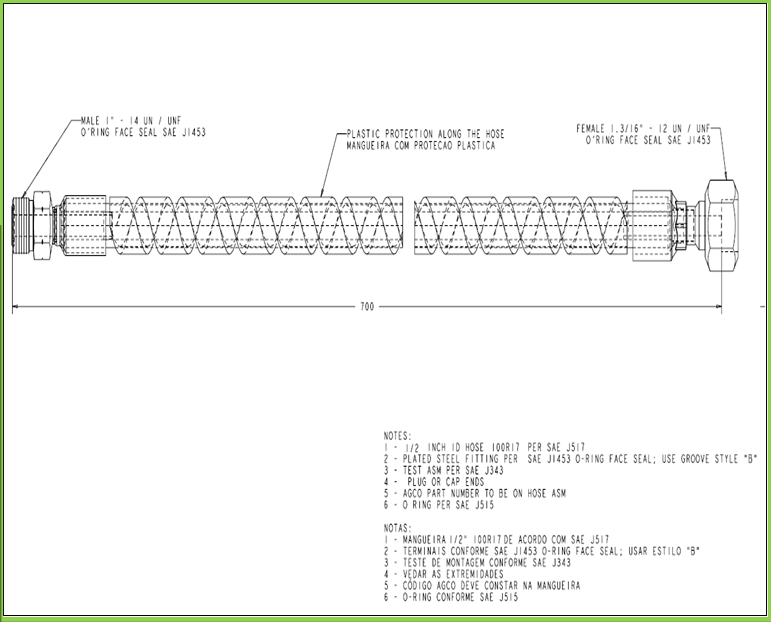 MALE 1" - 14 UN / UNF
O'RING FACE SEAL SAE J1453
PLASTIC PROTECTION ALONG THE HOSE
MANGUEIRA COM PROTECAO PLASTICA
FEMALE 1.3/16" - 12 UN / UNF
O'RING FACE SEAL SAE J1453
700
NOTES:
1 - 1/2 INCH ID HOSE 100R17 PER SAE J517
2 - PLATED STEEL FITTING PER SAE J1453 O-RING FACE SEAL; USE GROOVE STYLE "B"
3 - TEST ASM PER SAE J343
4 - PLUG OR CAP ENDS
5 - AGCO PART NUMBER TO BE ON HOSE ASM
6 - O RING PER SAE J515
NOTAS:
1 - MANGUEIRA 1/2" 100R17 DE ACORDO COM SAE J517
2 - TERMINAIS CONFORME SAE J1453 O-RING FACE SEAL; USAR ESTILO "B"
3 - TESTE DE MONTAGEM CONFORME SAE J343
4 - VEDAR AS EXTREMIDADES
5 - CÓDIGO AGCO DEVE CONSTAR NA MANGUEIRA
6 - O-RING CONFORME SAE J515